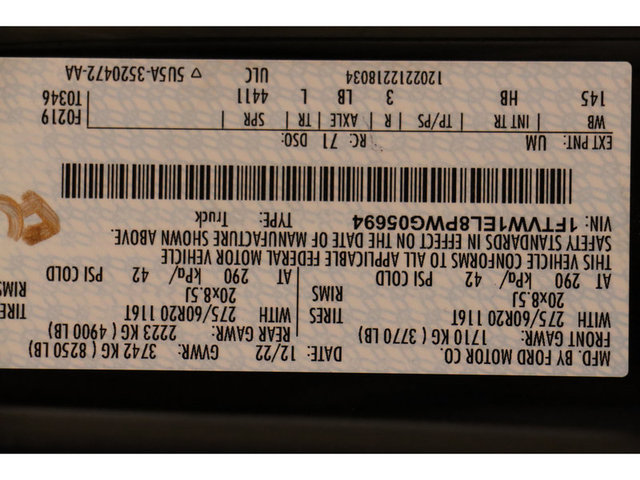 MFD. BY FORD MOTOR CO.
DATE: 12/22 GVWR: 3742 KG ( 8250 LB)
FRONT GAWR: 1710 KG ( 3770 LB) REAR GAWR: 2223 KG ( 4900 LB)
WITH 275/60R20 116T TIRES WITH 275/60R20 116T TIRES
20x8.5J RIMS 20x8.5J RIMS
AT 290 kPa/ 42 PSI COLD AT 290 kPa/ 42 PSI COLD
THIS VEHICLE CONFORMS TO ALL APPLICABLE FEDERAL MOTOR VEHICLE
SAFETY STANDARDS IN EFFECT ON THE DATE OF MANUFACTURE SHOWN ABOVE.
VIN: 1FTVW1EL8PWG05694 TYPE: Truck
EXT PNT: UM RC: 71 DSO:
WB | INT TR | TP/PS | R | AXLE | TR | SPR F0219
145 HB 3 LB L 4411 T0346
120221218034 ULC ▽ 5U5A-3520472-AA